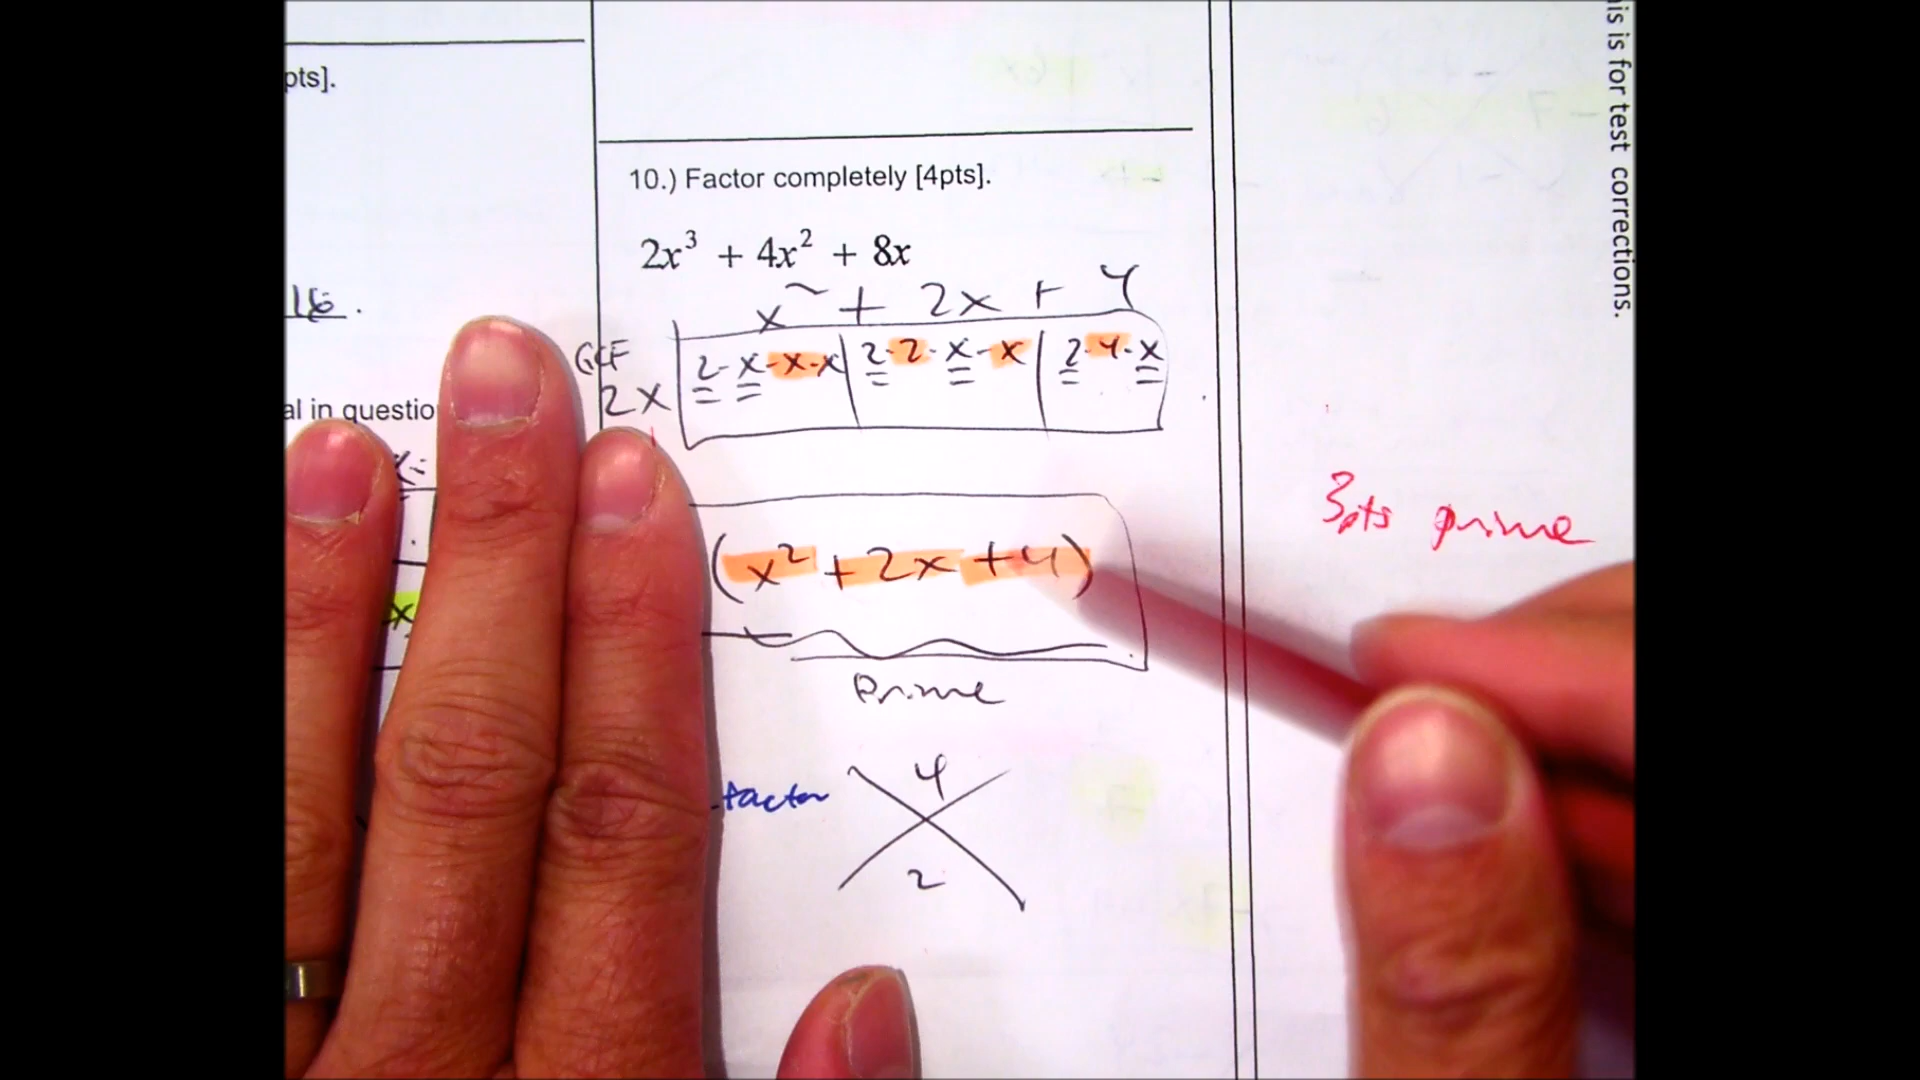 pts].
16.
al in questio
x=
x
10.) Factor completely [4pts].
2x³ + 4x² + 8x
x² + 2x + 4
GCF
2x
2·x·x·x 2·2·x·x 2·4·x
(x² + 2x + 4)
Prime
factor
4
2
3pts prime
is is for test corrections.